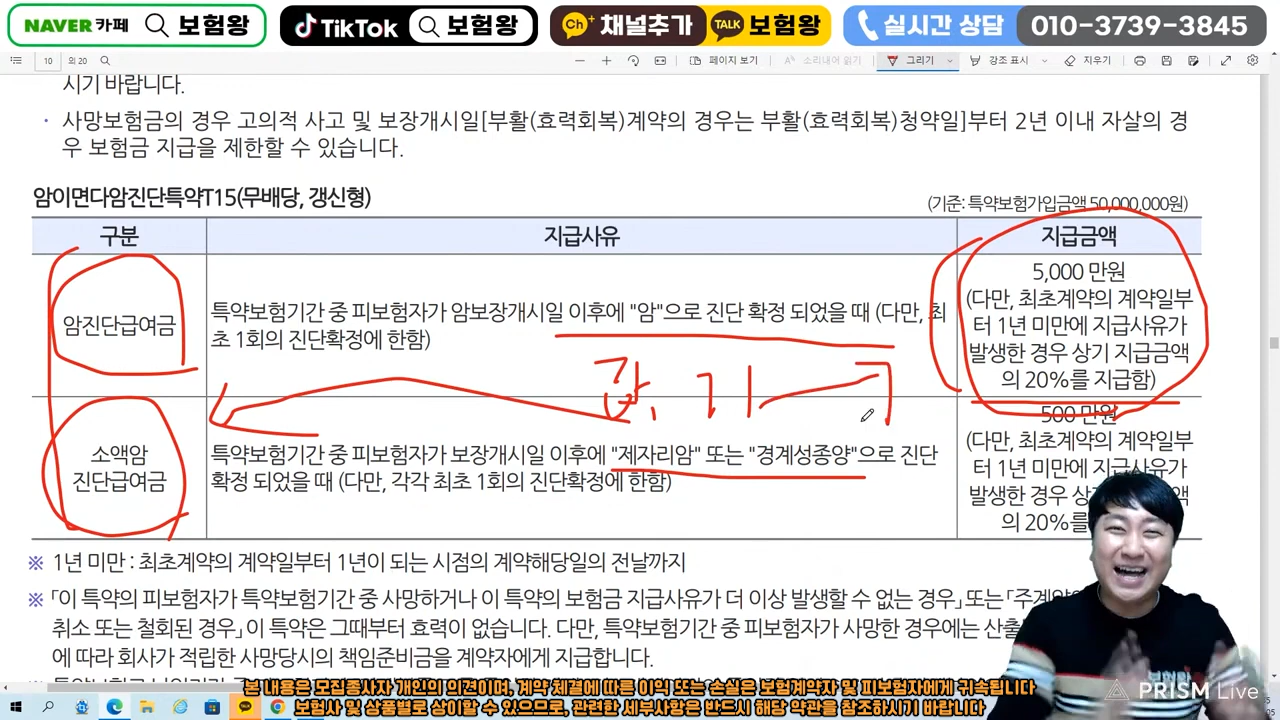 NAVER 카페 보험왕
TikTok 보험왕
Ch+ 채널추가 TALK 보험왕
실시간 상담 010-3739-3845
10 의 20
페이지 보기
소리내어 읽기
그리기
강조 표시
지우기
시기 바랍니다.
· 사망보험금의 경우 고의적 사고 및 보장개시일[부활(효력회복)계약의 경우는 부활(효력회복)청약일]부터 2년 이내 자살의 경
우 보험금 지급을 제한할 수 있습니다.
암이면다암진단특약T15(무배당, 갱신형)
(기준: 특약보험가입금액 50,000,000원)
구분 지급사유 지급금액
암진단급여금
특약보험기간 중 피보험자가 암보장개시일 이후에 "암"으로 진단 확정 되었을 때 (다만, 최
초 1회의 진단확정에 한함)
5,000 만원
(다만, 최초계약의 계약일부
터 1년 미만에 지급사유가
발생한 경우 상기 지급금액
의 20%를 지급함)
갑, 기
소액암
진단급여금
특약보험기간 중 피보험자가 보장개시일 이후에 "제자리암" 또는 "경계성종양"으로 진단
확정 되었을 때 (다만, 각각 최초 1회의 진단확정에 한함)
500 만원
(다만, 최초계약의 계약일부
터 1년 미만에 지급사유가
발생한 경우 상
의 20%를
※ 1년 미만 : 최초계약의 계약일부터 1년이 되는 시점의 계약해당일의 전날까지
※ 「이 특약의 피보험자가 특약보험기간 중 사망하거나 이 특약의 보험금 지급사유가 더 이상 발생할 수 없는 경우」 또는 「주계약
취소 또는 철회된 경우」 이 특약은 그때부터 효력이 없습니다. 다만, 특약보험기간 중 피보험자가 사망한 경우에는 산출
에 따라 회사가 적립한 사망당시의 책임준비금을 계약자에게 지급합니다.
본 내용은 모집종사자 개인의 의견이며, 계약 체결에 따른 이익 또는 손실은 보험계약자 및 피보험자에게 귀속됩니다
보험사 및 상품별로 상이할 수 있으므로, 관련한 세부사항은 반드시 해당 약관을 참조하시기 바랍니다
PRISM Live